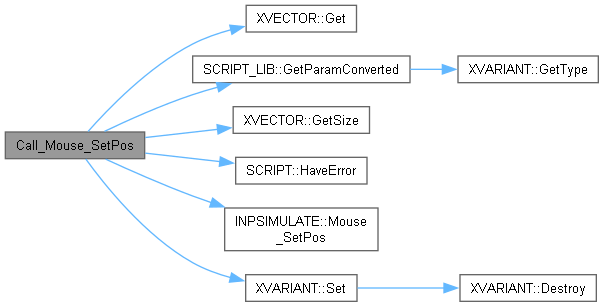 XVECTOR::Get
SCRIPT_LIB::GetParamConverted
XVARIANT::GetType
XVECTOR::GetSize
Call_Mouse_SetPos
SCRIPT::HaveError
INPSIMULATE::Mouse
_SetPos
XVARIANT::Set
XVARIANT::Destroy